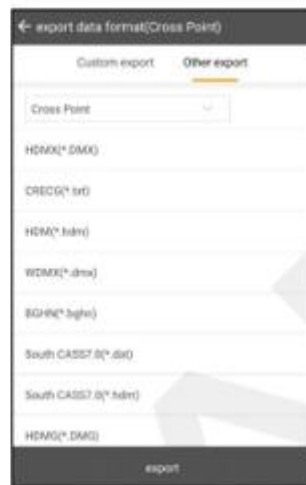 ← export data format(Cross Point)
Custom export Other export
Cross Point
HDMX(*.DMX)
CRECG(*.txt)
HDM(*.hdm)
WDMX(*.dmx)
BGHN(*.bghn)
South CASS7.0(*.dat)
South CASS7.0(*.hdm)
HDMG(*.DMG)
export